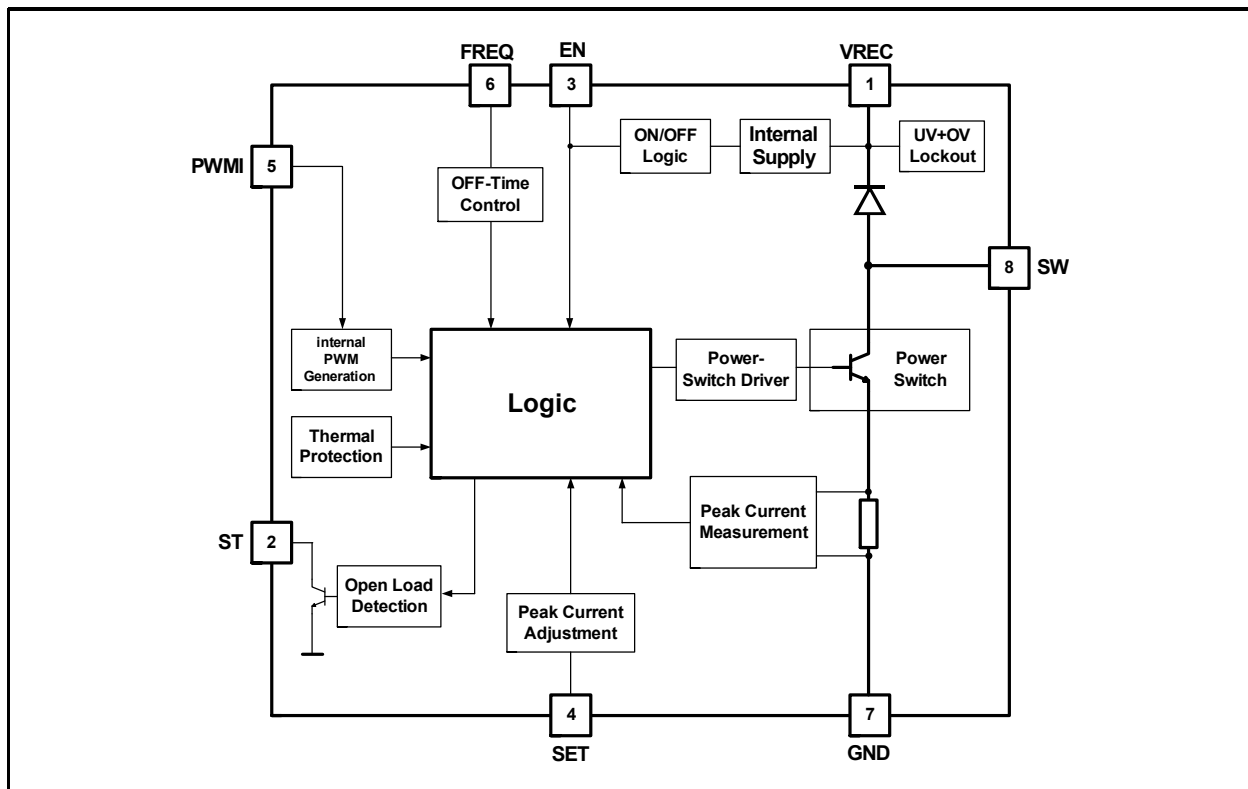 FREQ
EN
VREC
6
3
1
PWMI
5
ON/OFF
Logic
Internal
Supply
UV+OV
Lockout
OFF-Time
Control
8
SW
internal
PWM
Generation
Logic
Power-
Switch Driver
Power
Switch
Thermal
Protection
Peak Current
Measurement
ST
2
Open Load
Detection
Peak Current
Adjustment
4
7
SET
GND